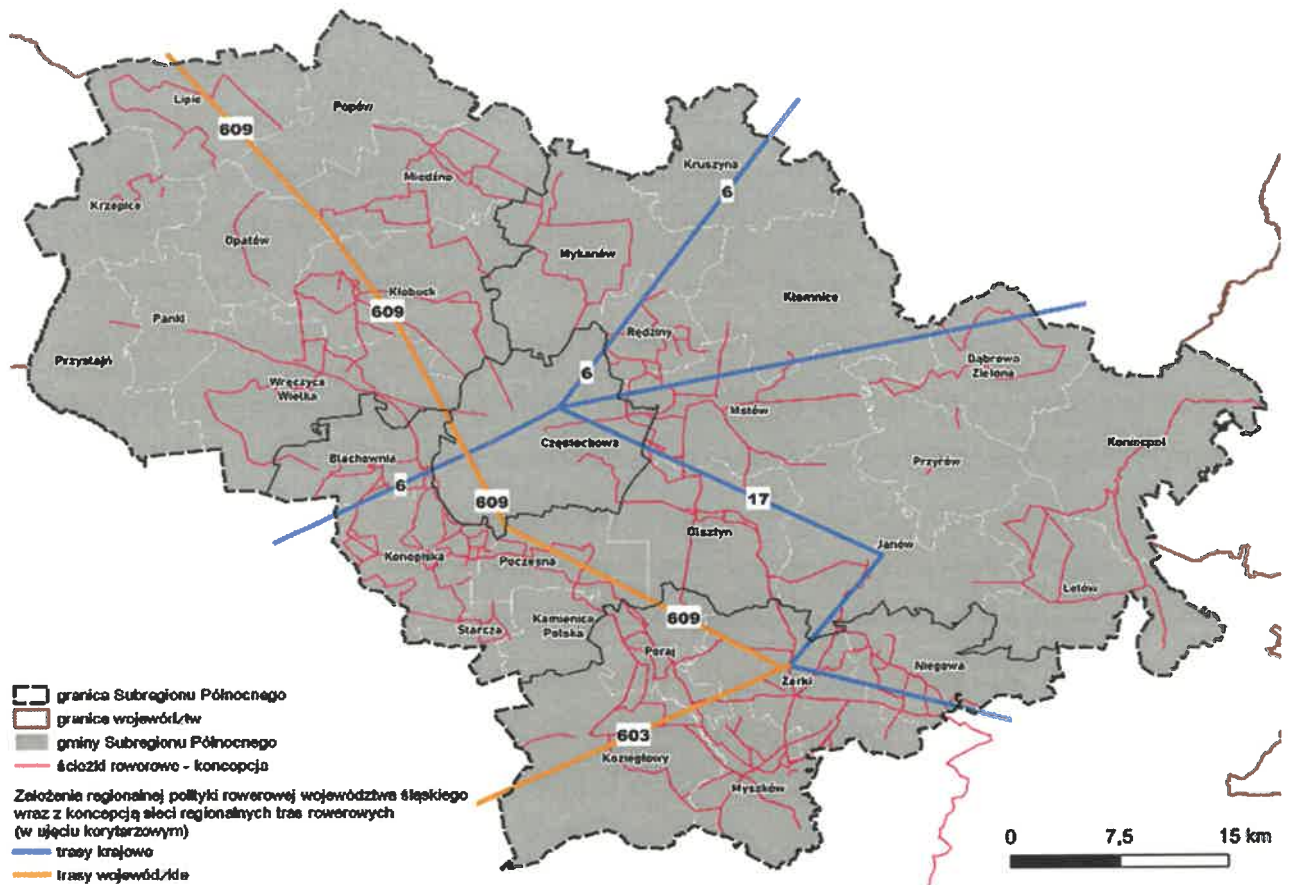 Lipie
Popów
609
Kruszyna
6
Miedźno
Krzepice
Opatów
Mykanów
Kłobuck
609
Kłomnice
Panki
Rędziny
Przystajń
Dąbrowa
Zielona
6
Wręczyca
Wielka
Mstów
Częstochowa
Koniecpol
Blachownia
Przyrów
6
609
17
Olsztyn
Janów
Konopiska
Poczesna
Lelów
Starcza
Kamienica
Polska
609
Poraj
Niegowa
Żarki
603
Koziegłowy
Myszków
granica Subregionu Północnego
granice województw
gminy Subregionu Północnego
ścieżki rowerowe - koncepcja
Założenia regionalnej polityki rowerowej województwa śląskiego
wraz z koncepcją sieci regionalnych tras rowerowych
(w ujęciu korytarzowym)
trasy krajowe
trasy wojewódzkie
0 7,5 15 km